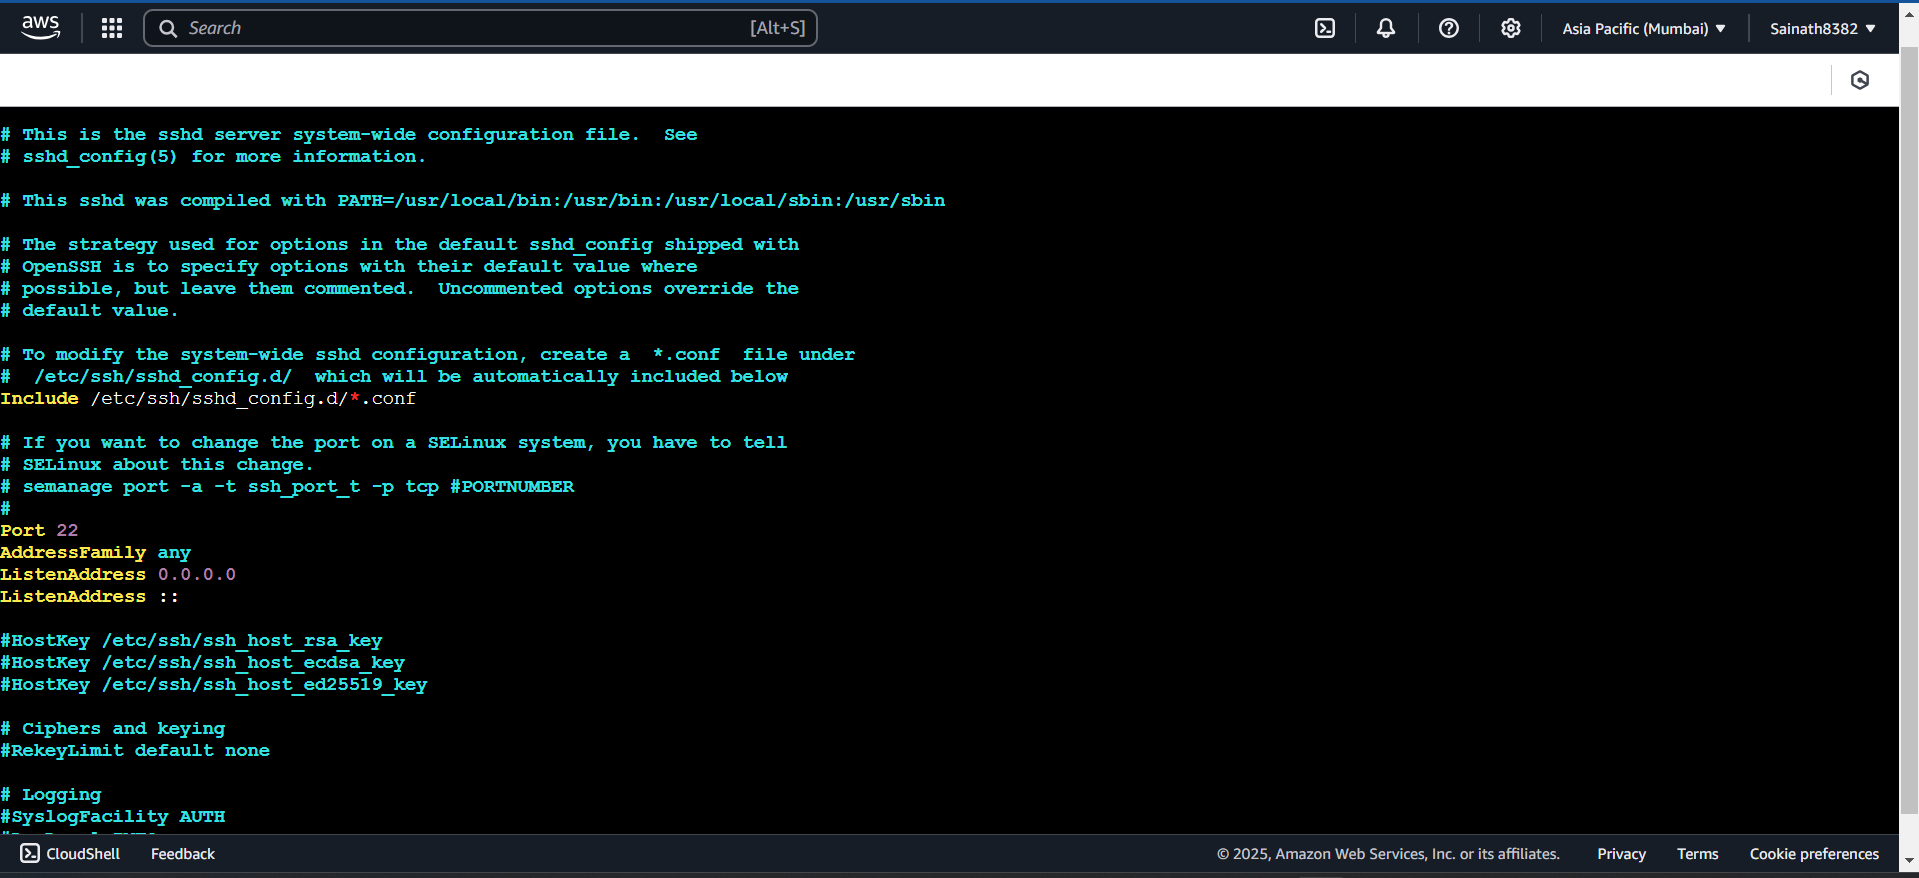 aws Search [Alt+S] Asia Pacific (Mumbai) Sainath8382
# This is the sshd server system-wide configuration file.  See
# sshd_config(5) for more information.
# This sshd was compiled with PATH=/usr/local/bin:/usr/bin:/usr/local/sbin:/usr/sbin
# The strategy used for options in the default sshd_config shipped with
# OpenSSH is to specify options with their default value where
# possible, but leave them commented.  Uncommented options override the
# default value.
# To modify the system-wide sshd configuration, create a  *.conf  file under
#  /etc/ssh/sshd_config.d/  which will be automatically included below
Include /etc/ssh/sshd_config.d/*.conf
# If you want to change the port on a SELinux system, you have to tell
# SELinux about this change.
# semanage port -a -t ssh_port_t -p tcp #PORTNUMBER
#
Port 22
AddressFamily any
ListenAddress 0.0.0.0
ListenAddress ::
#HostKey /etc/ssh/ssh_host_rsa_key
#HostKey /etc/ssh/ssh_host_ecdsa_key
#HostKey /etc/ssh/ssh_host_ed25519_key
# Ciphers and keying
#RekeyLimit default none
# Logging
#SyslogFacility AUTH
CloudShell Feedback © 2025, Amazon Web Services, Inc. or its affiliates. Privacy Terms Cookie preferences